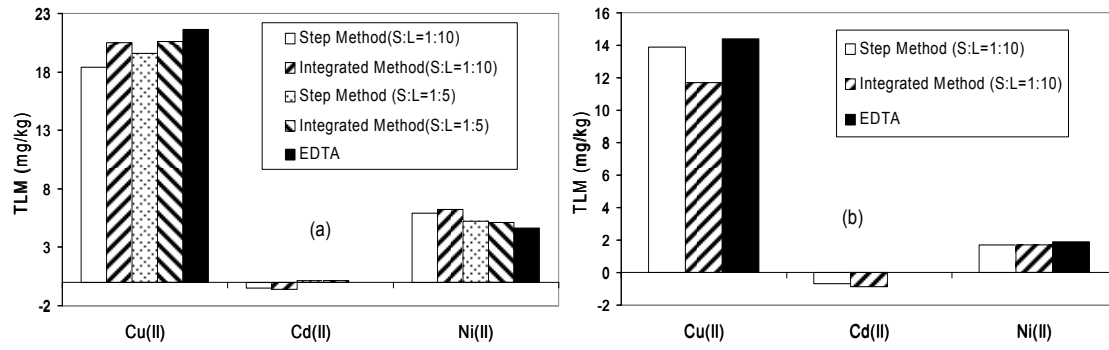 23
18
13
8
3
-2
TLM (mg/kg)
Step Method(S:L=1:10)
Integrated Method(S:L=1:10)
Step Method (S:L=1:5)
Integrated Method(S:L=1:5)
EDTA
(a)
Cu(II)
Cd(II)
Ni(II)
16
14
12
10
8
6
4
2
0
-2
TLM (mg/kg)
Step Method (S:L=1:10)
Integrated Method (S:L=1:10)
EDTA
(b)
Cu(II)
Cd(II)
Ni(II)